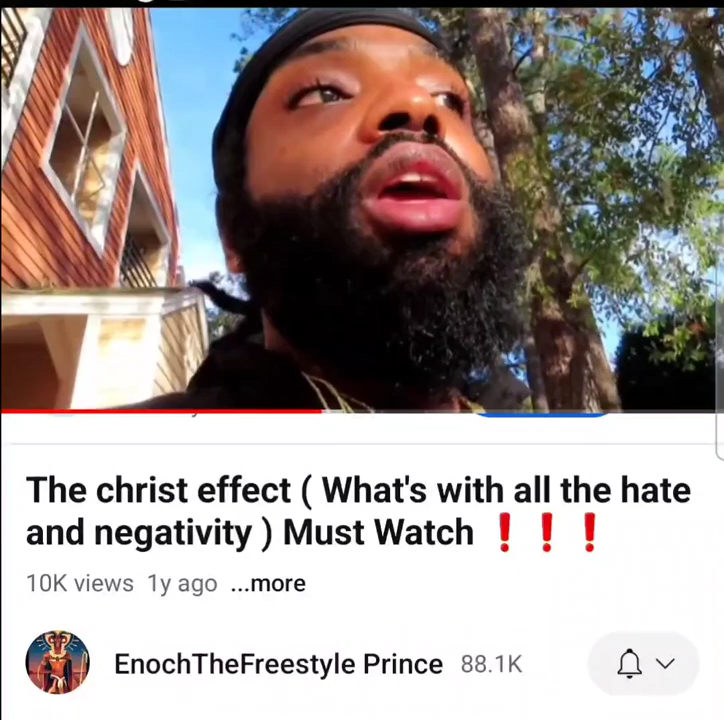 The christ effect ( What's with all the hate
and negativity ) Must Watch ❗❗❗
10K views 1y ago ...more
EnochTheFreestyle Prince 88.1K